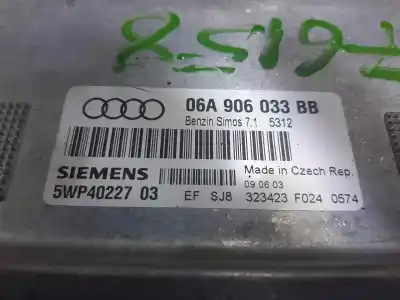 06A 906 033 BB
Benzin Simos 7.1 5312
SIEMENS
Made in Czech Rep.
5WP40227 03
09 06 03
EF SJ8 323423 F024 0574